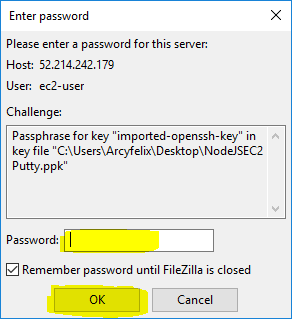 Enter password
Please enter a password for this server:
Host: 52.214.242.179
User: ec2-user
Challenge:
Passphrase for key "imported-openssh-key" in
key file "C:\Users\Arcyfelix\Desktop\NodeJSEC2
Putty.ppk"
Password:
Remember password until FileZilla is closed
OK Cancel